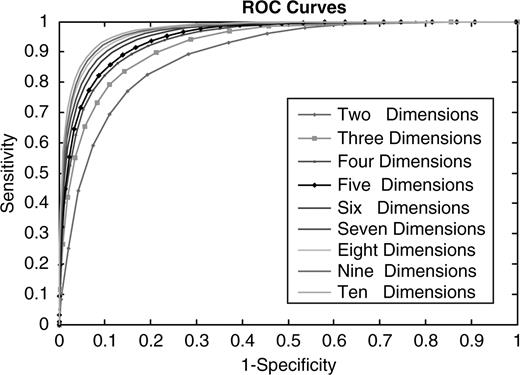 ROC Curves
Sensitivity
1
0.9
0.8
0.7
0.6
0.5
0.4
0.3
0.2
0.1
0
Two Dimensions
Three Dimensions
Four Dimensions
Five Dimensions
Six Dimensions
Seven Dimensions
Eight Dimensions
Nine Dimensions
Ten Dimensions
0 0.1 0.2 0.3 0.4 0.5 0.6 0.7 0.8 0.9 1
1-Specificity